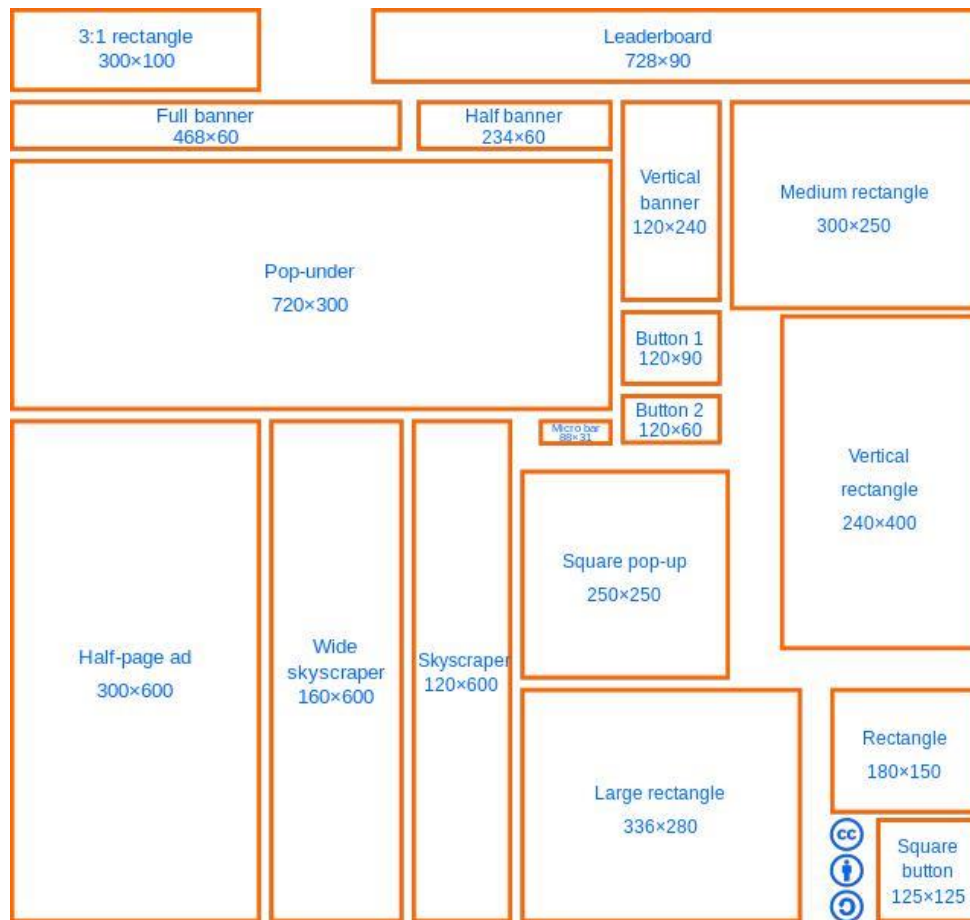 3:1 rectangle
300×100
Leaderboard
728×90
Full banner
468×60
Half banner
234×60
Vertical
banner
120×240
Medium rectangle
300×250
Pop-under
720×300
Button 1
120×90
Button 2
120×60
Micro bar
88×31
Vertical
rectangle
240×400
Square pop-up
250×250
Half-page ad
300×600
Wide
skyscraper
160×600
Skyscraper
120×600
Large rectangle
336×280
Rectangle
180×150
cc
Square
button
125×125